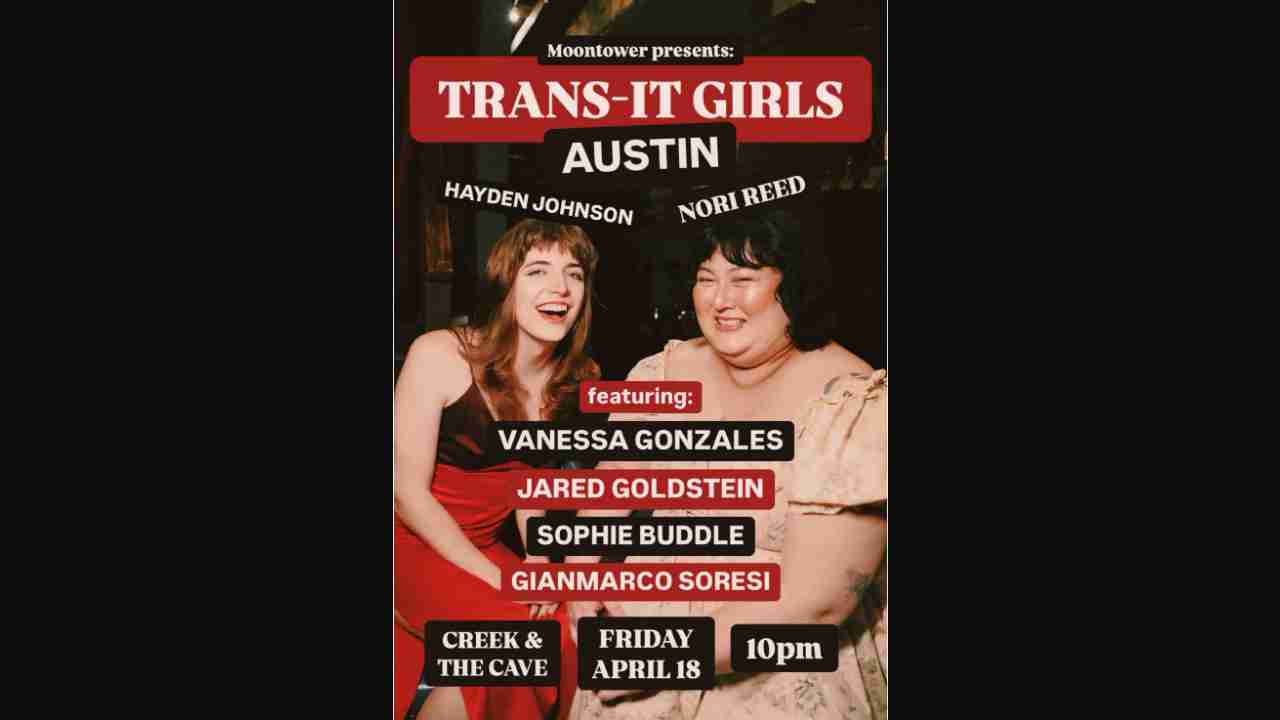 Moontower presents:
TRANS-IT GIRLS
AUSTIN
HAYDEN JOHNSON
NORI REED
featuring:
VANESSA GONZALES
JARED GOLDSTEIN
SOPHIE BUDDLE
GIANMARCO SORESI
CREEK &
THE CAVE
FRIDAY
APRIL 18
10pm